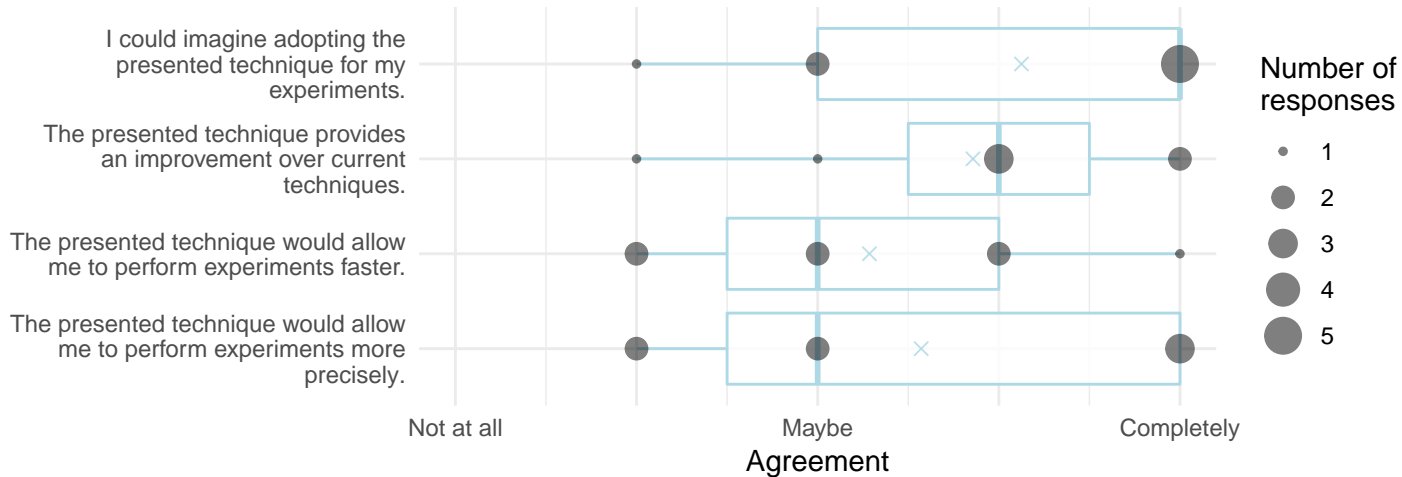 I could imagine adopting the
presented technique for my
experiments.
The presented technique provides
an improvement over current
techniques.
The presented technique would allow
me to perform experiments faster.
The presented technique would allow
me to perform experiments more
precisely.
Not at all
Maybe
Completely
Agreement
Number of
responses
1
2
3
4
5